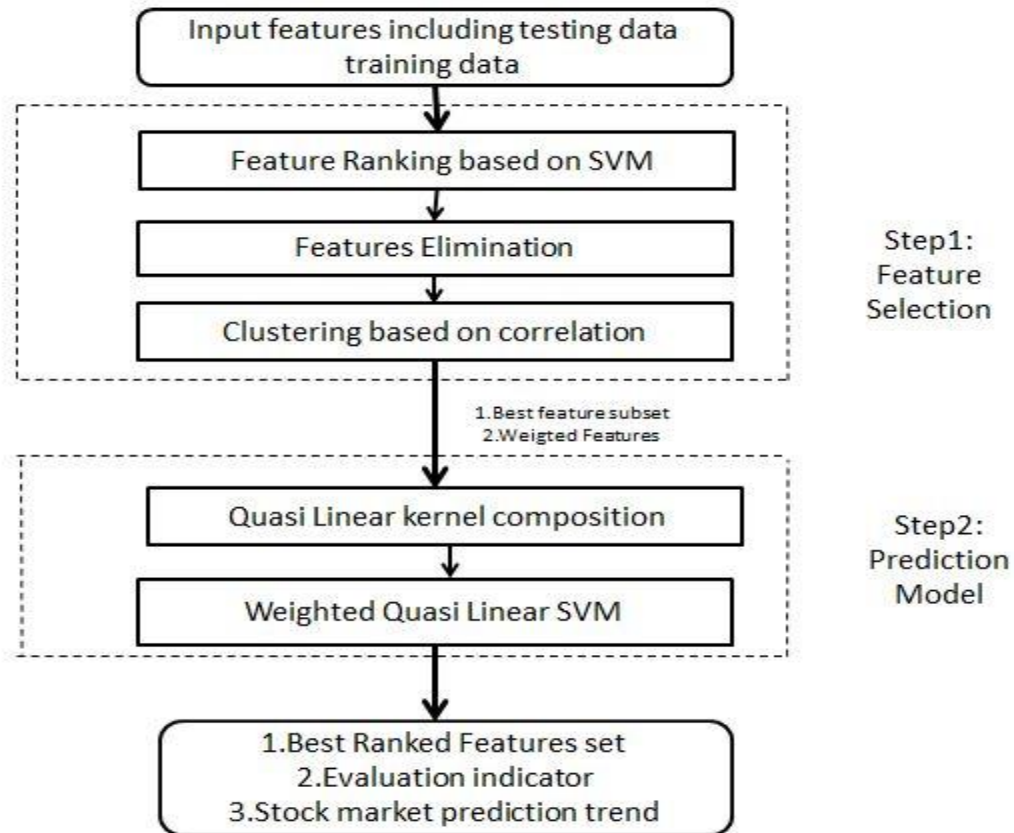 Input features including testing data
training data
Feature Ranking based on SVM
Features Elimination
Clustering based on correlation
Step1:
Feature
Selection
1.Best feature subset
2.Weigted Features
Quasi Linear kernel composition
Weighted Quasi Linear SVM
Step2:
Prediction
Model
1.Best Ranked Features set
2.Evaluation indicator
3.Stock market prediction trend